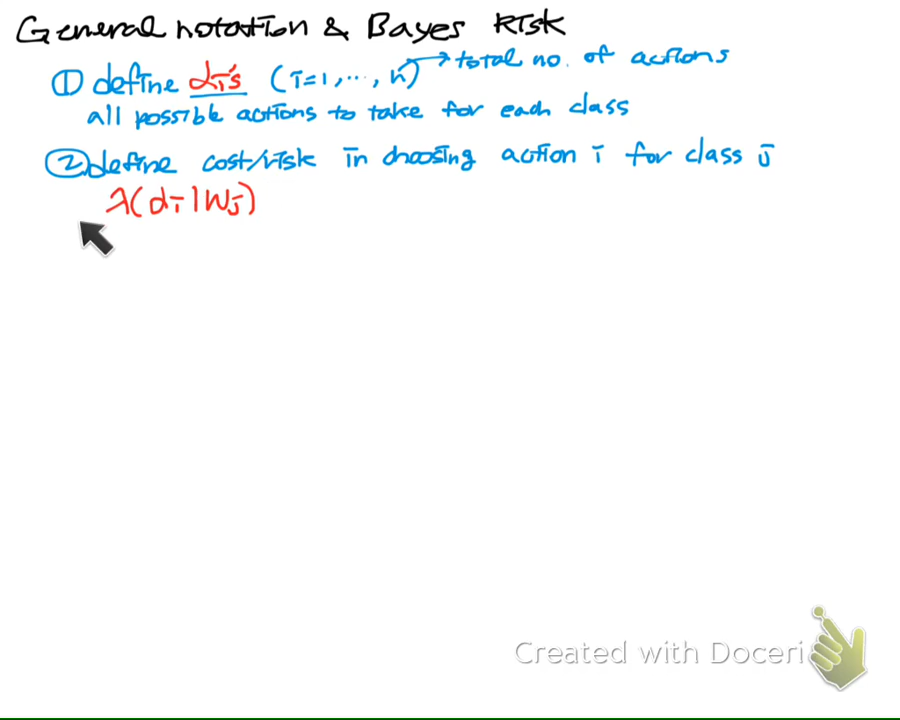 General notation & Bayes Risk
① define αi's (i=1, ..., n) → total no. of actions
all possible actions to take for each class
② define cost/risk in choosing action i for class j
λ(αi|Wj)
Created with Doceri